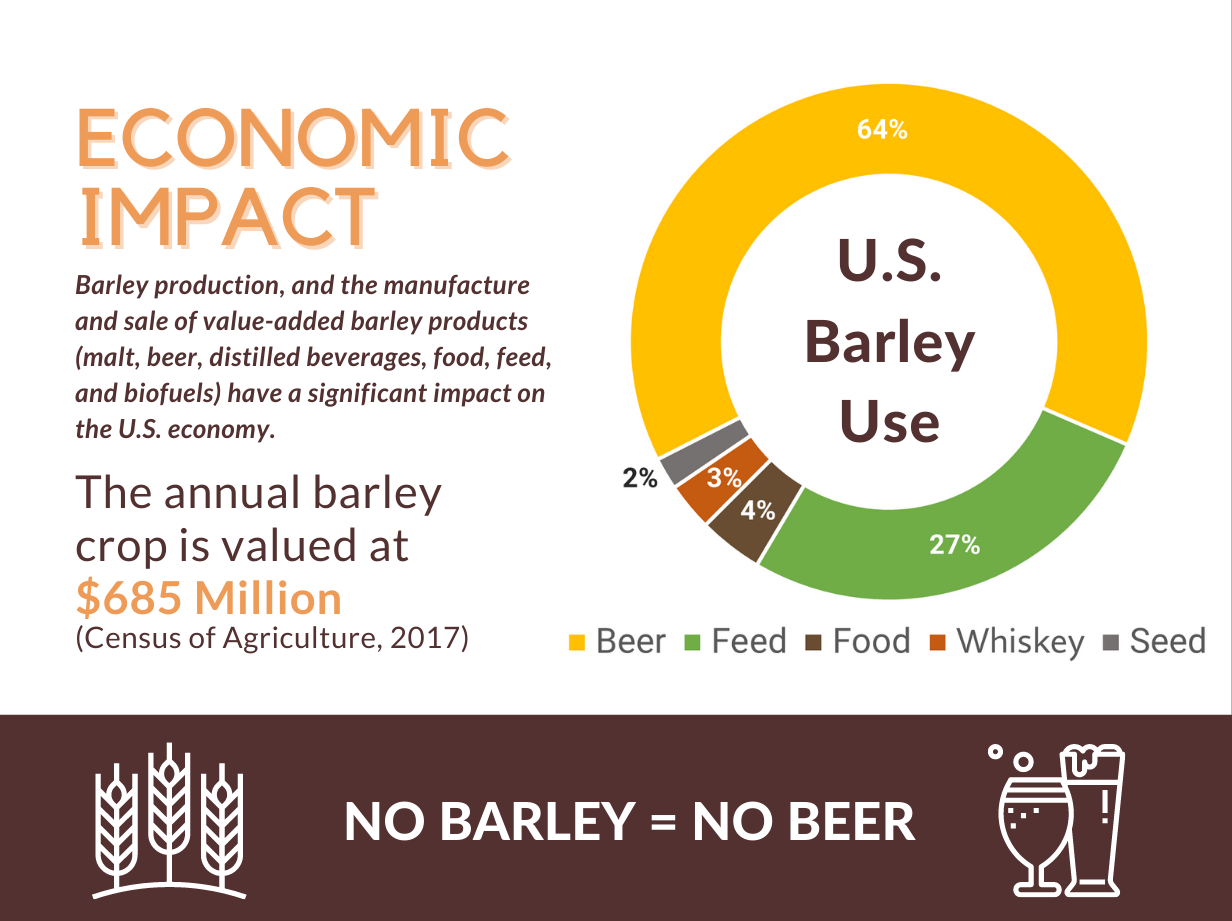 ECONOMIC
IMPACT
Barley production, and the manufacture
and sale of value-added barley products
(malt, beer, distilled beverages, food, feed,
and biofuels) have a significant impact on
the U.S. economy.
The annual barley
crop is valued at
$685 Million
(Census of Agriculture, 2017)
64%
U.S.
Barley
Use
2%
3%
4%
27%
Beer Feed Food Whiskey Seed
NO BARLEY = NO BEER